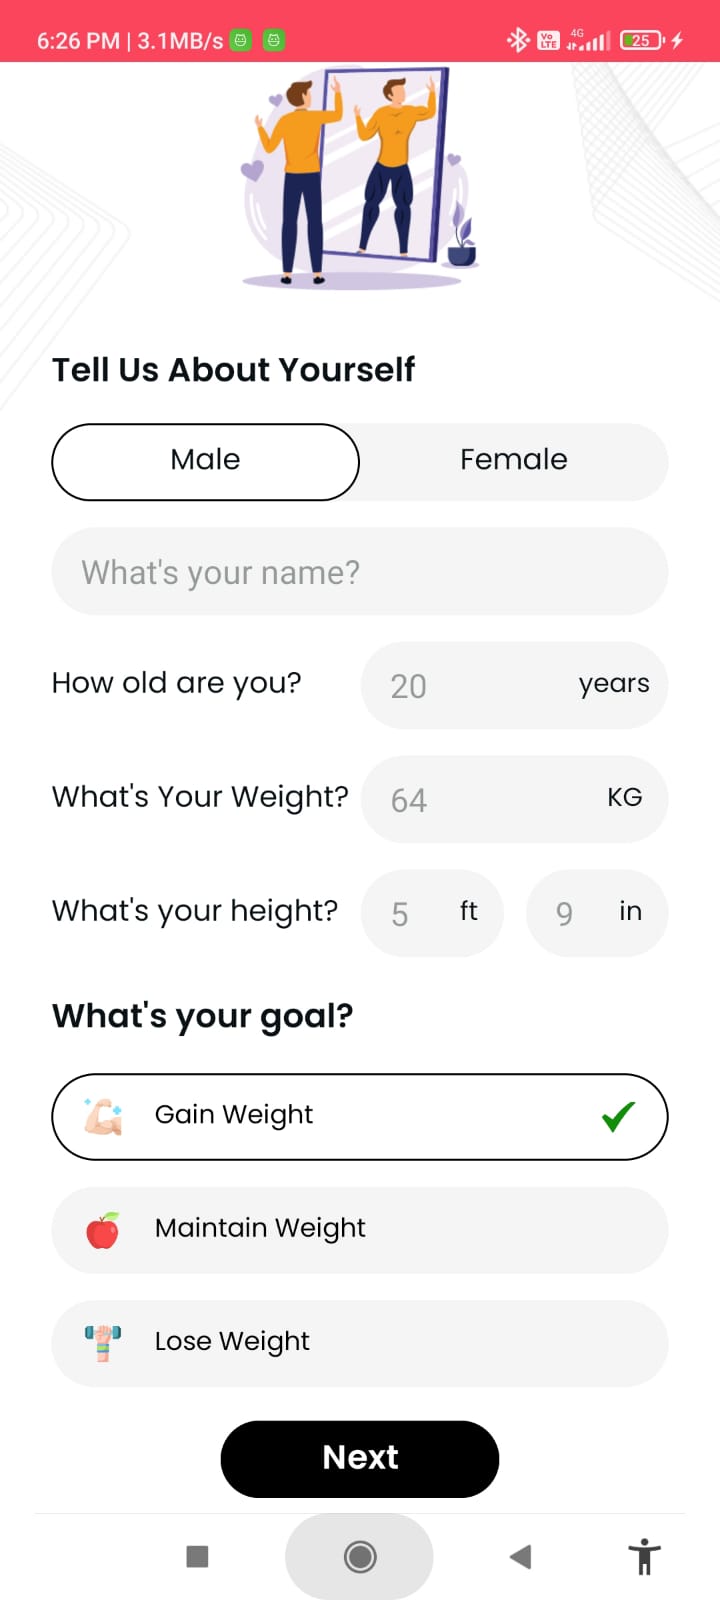 6:26 PM | 3.1MB/s Vo LTE 4G 25
Tell Us About Yourself
Male Female
What's your name?
How old are you? 20 years
What's Your Weight? 64 KG
What's your height? 5 ft 9 in
What's your goal?
Gain Weight
Maintain Weight
Lose Weight
Next